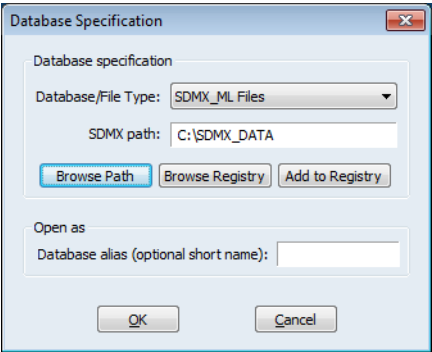 Database Specification
Database specification
Database/File Type: SDMX_ML Files
SDMX path: C:\SDMX_DATA
Browse Path Browse Registry Add to Registry
Open as
Database alias (optional short name):
OK Cancel